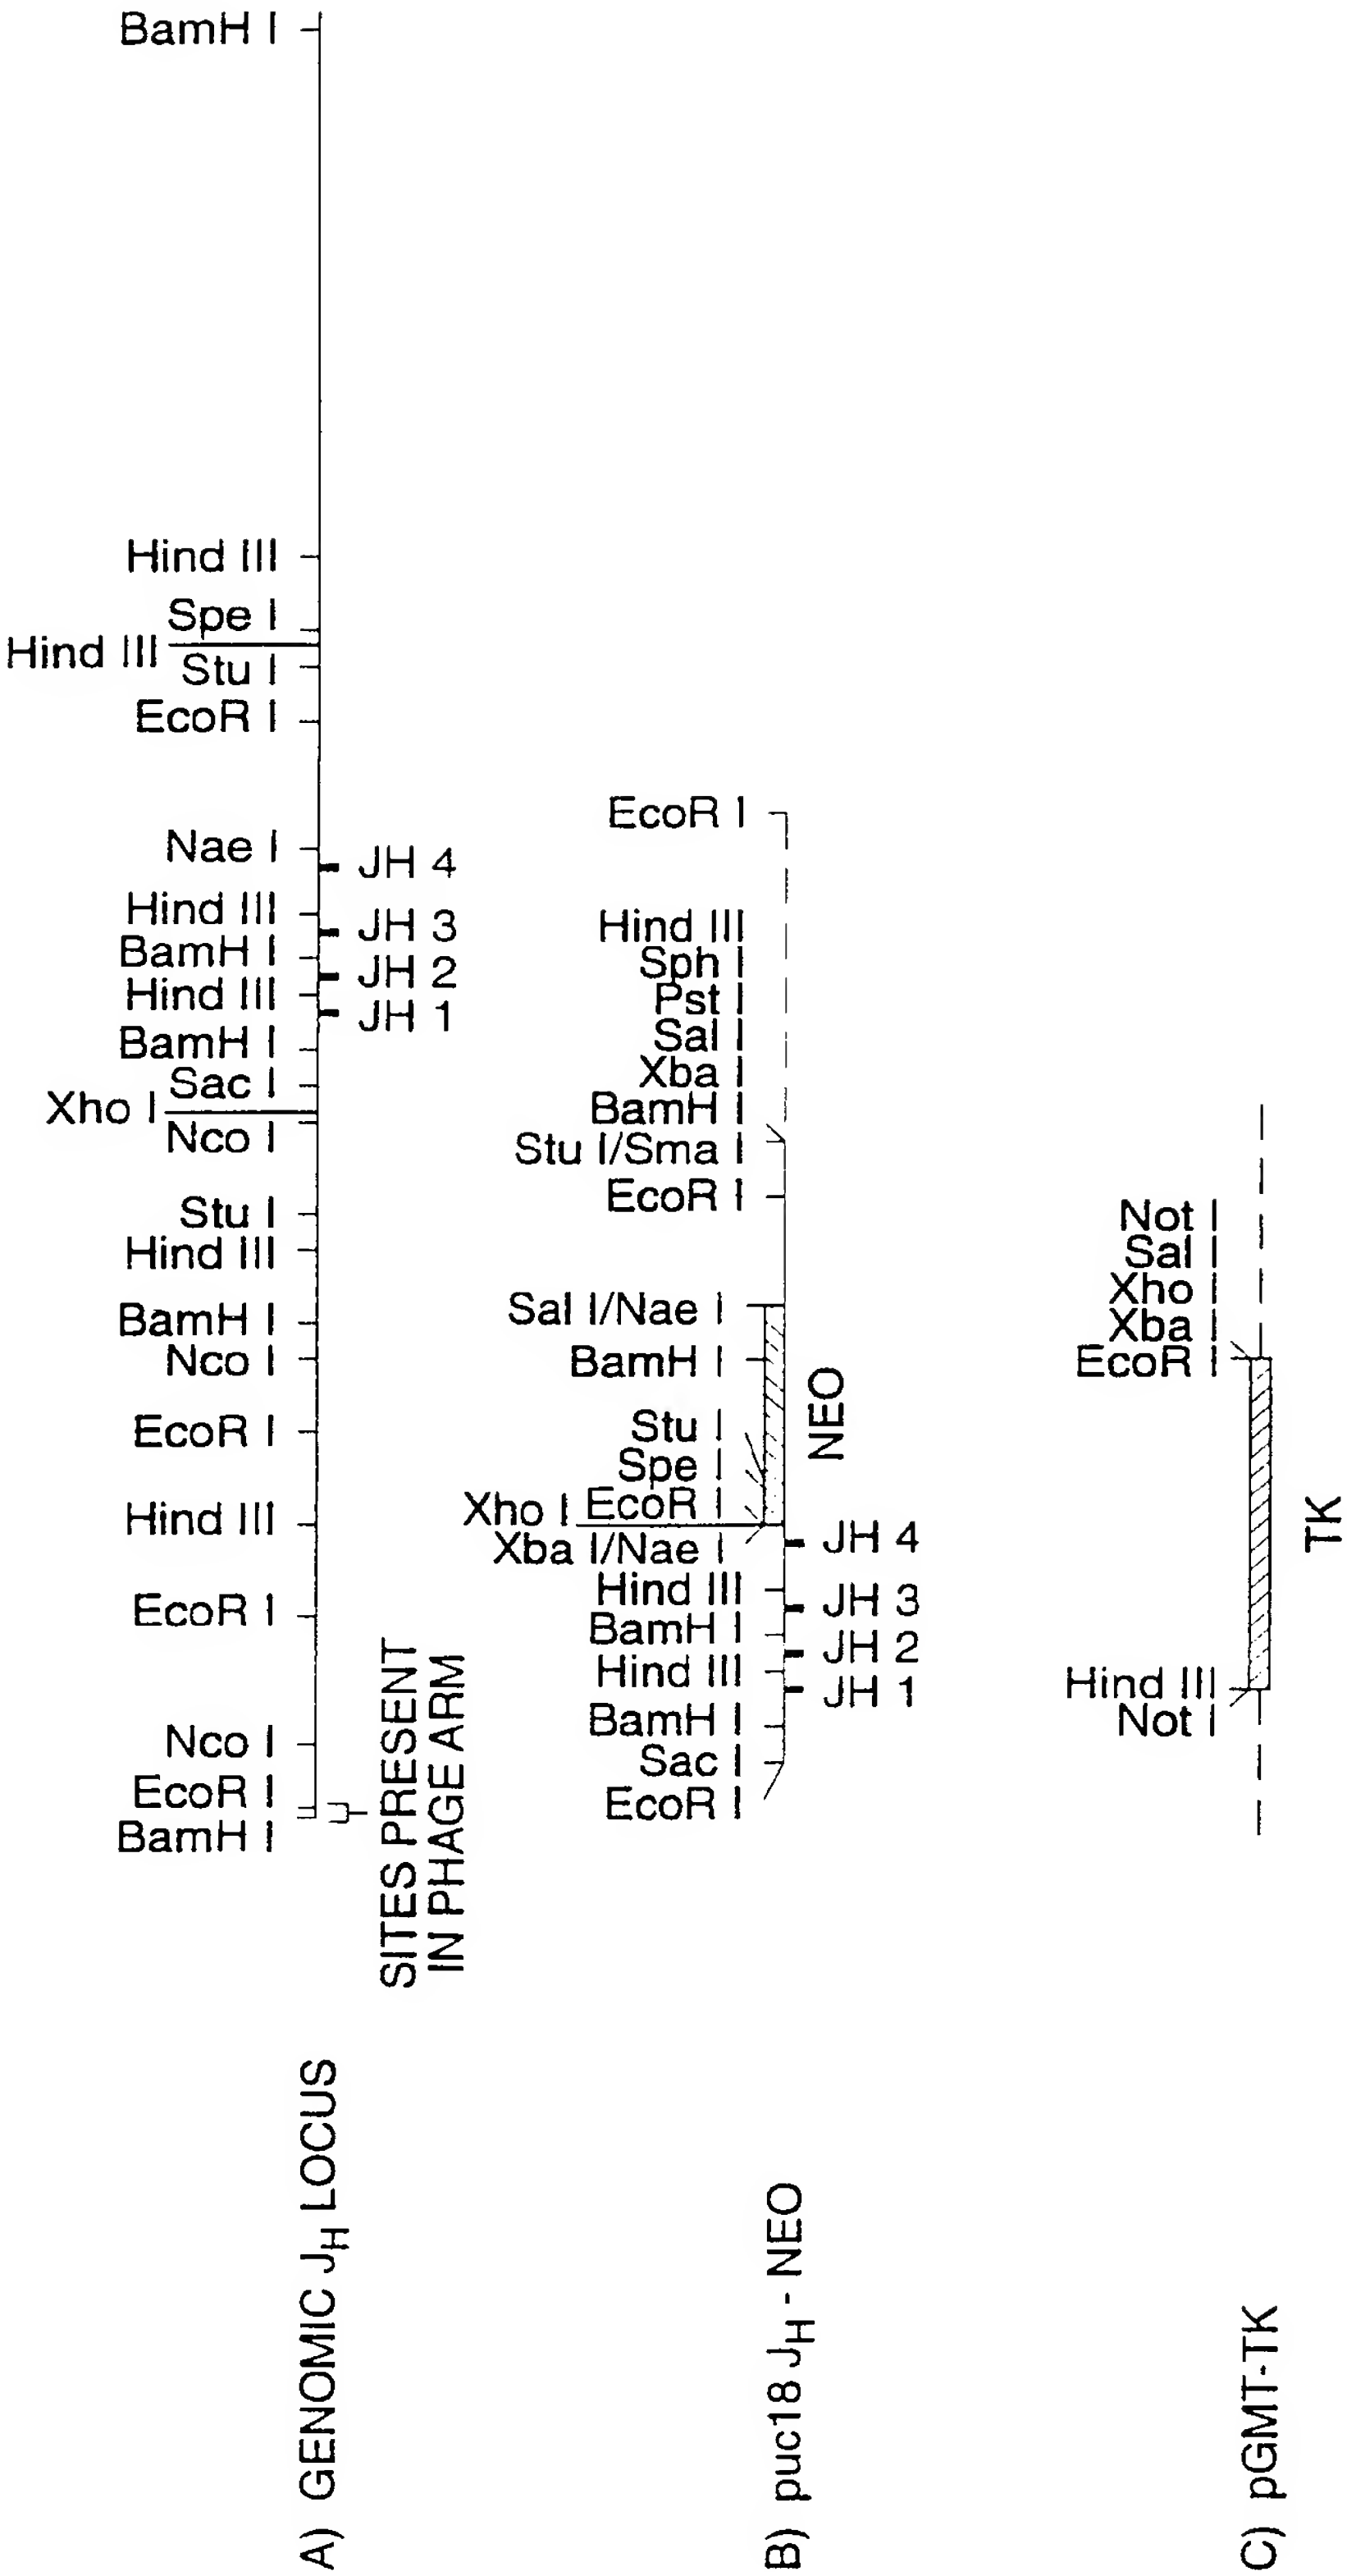 A) GENOMIC JH LOCUS
BamH I
EcoR I
Nco I
EcoR I
Hind III
EcoR I
Nco I
BamH I
Hind III
Stu I
Nco I
Xho I
Sac I
BamH I
Hind III
BamH I
Hind III
Nae I
EcoR I
Stu I
Hind III
Spe I
Hind III
BamH I
SITES PRESENT
IN PHAGE ARM
JH 1
JH 2
JH 3
JH 4
B) puc18 JH - NEO
EcoR I
Sac I
BamH I
Hind III
BamH I
Hind III
Xba I/Nae I
Xho I
EcoR I
Spe I
Stu I
BamH I
Sal I/Nae I
EcoR I
Stu I/Sma I
BamH I
Xba I
Sal I
Pst I
Sph I
Hind III
EcoR I
JH 1
JH 2
JH 3
JH 4
NEO
C) pGMT-TK
Not I
Hind III
EcoR I
Xba I
Xho I
Sal I
Not I
TK